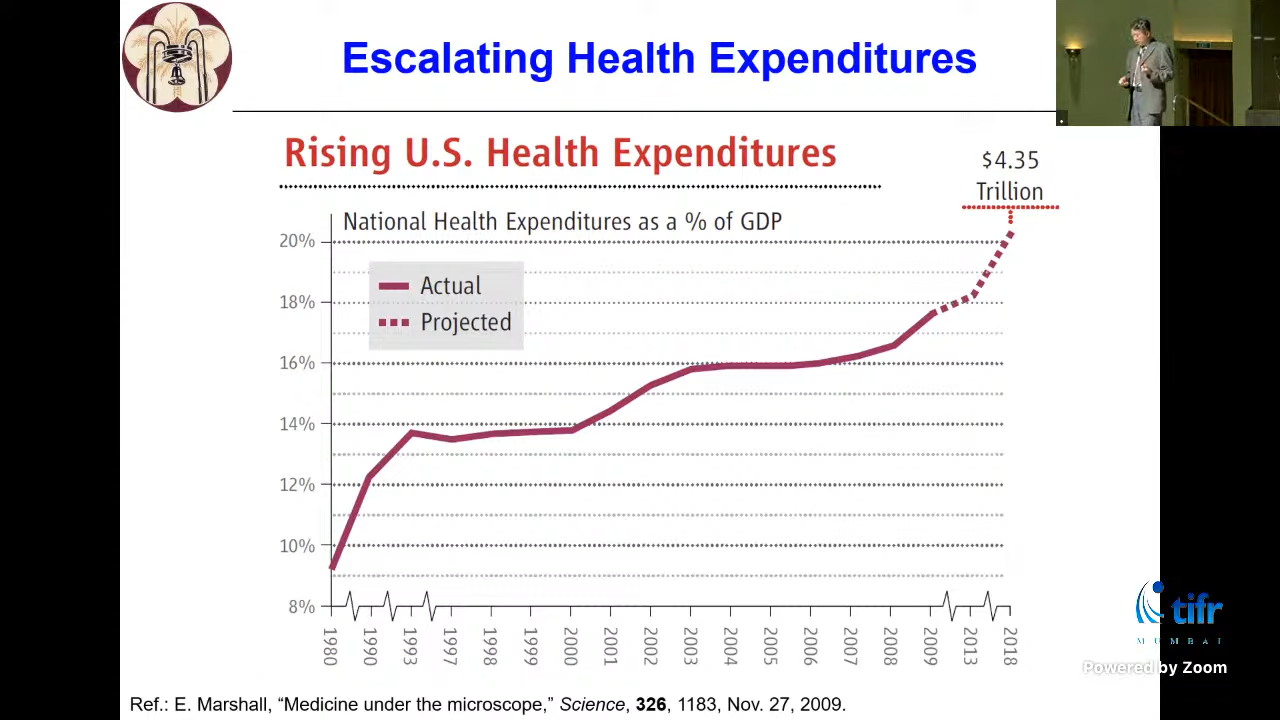 Escalating Health Expenditures
Rising U.S. Health Expenditures
$4.35
Trillion
National Health Expenditures as a % of GDP
20%
Actual
18%
Projected
16%
14%
12%
10%
8%
1980 1990 1993 1997 1998 1999 2000 2001 2002 2003 2004 2005 2006 2007 2008 2009 2013 2018
tifr
MUMBAI
Powered by Zoom
Ref.: E. Marshall, “Medicine under the microscope,” Science, 326, 1183, Nov. 27, 2009.